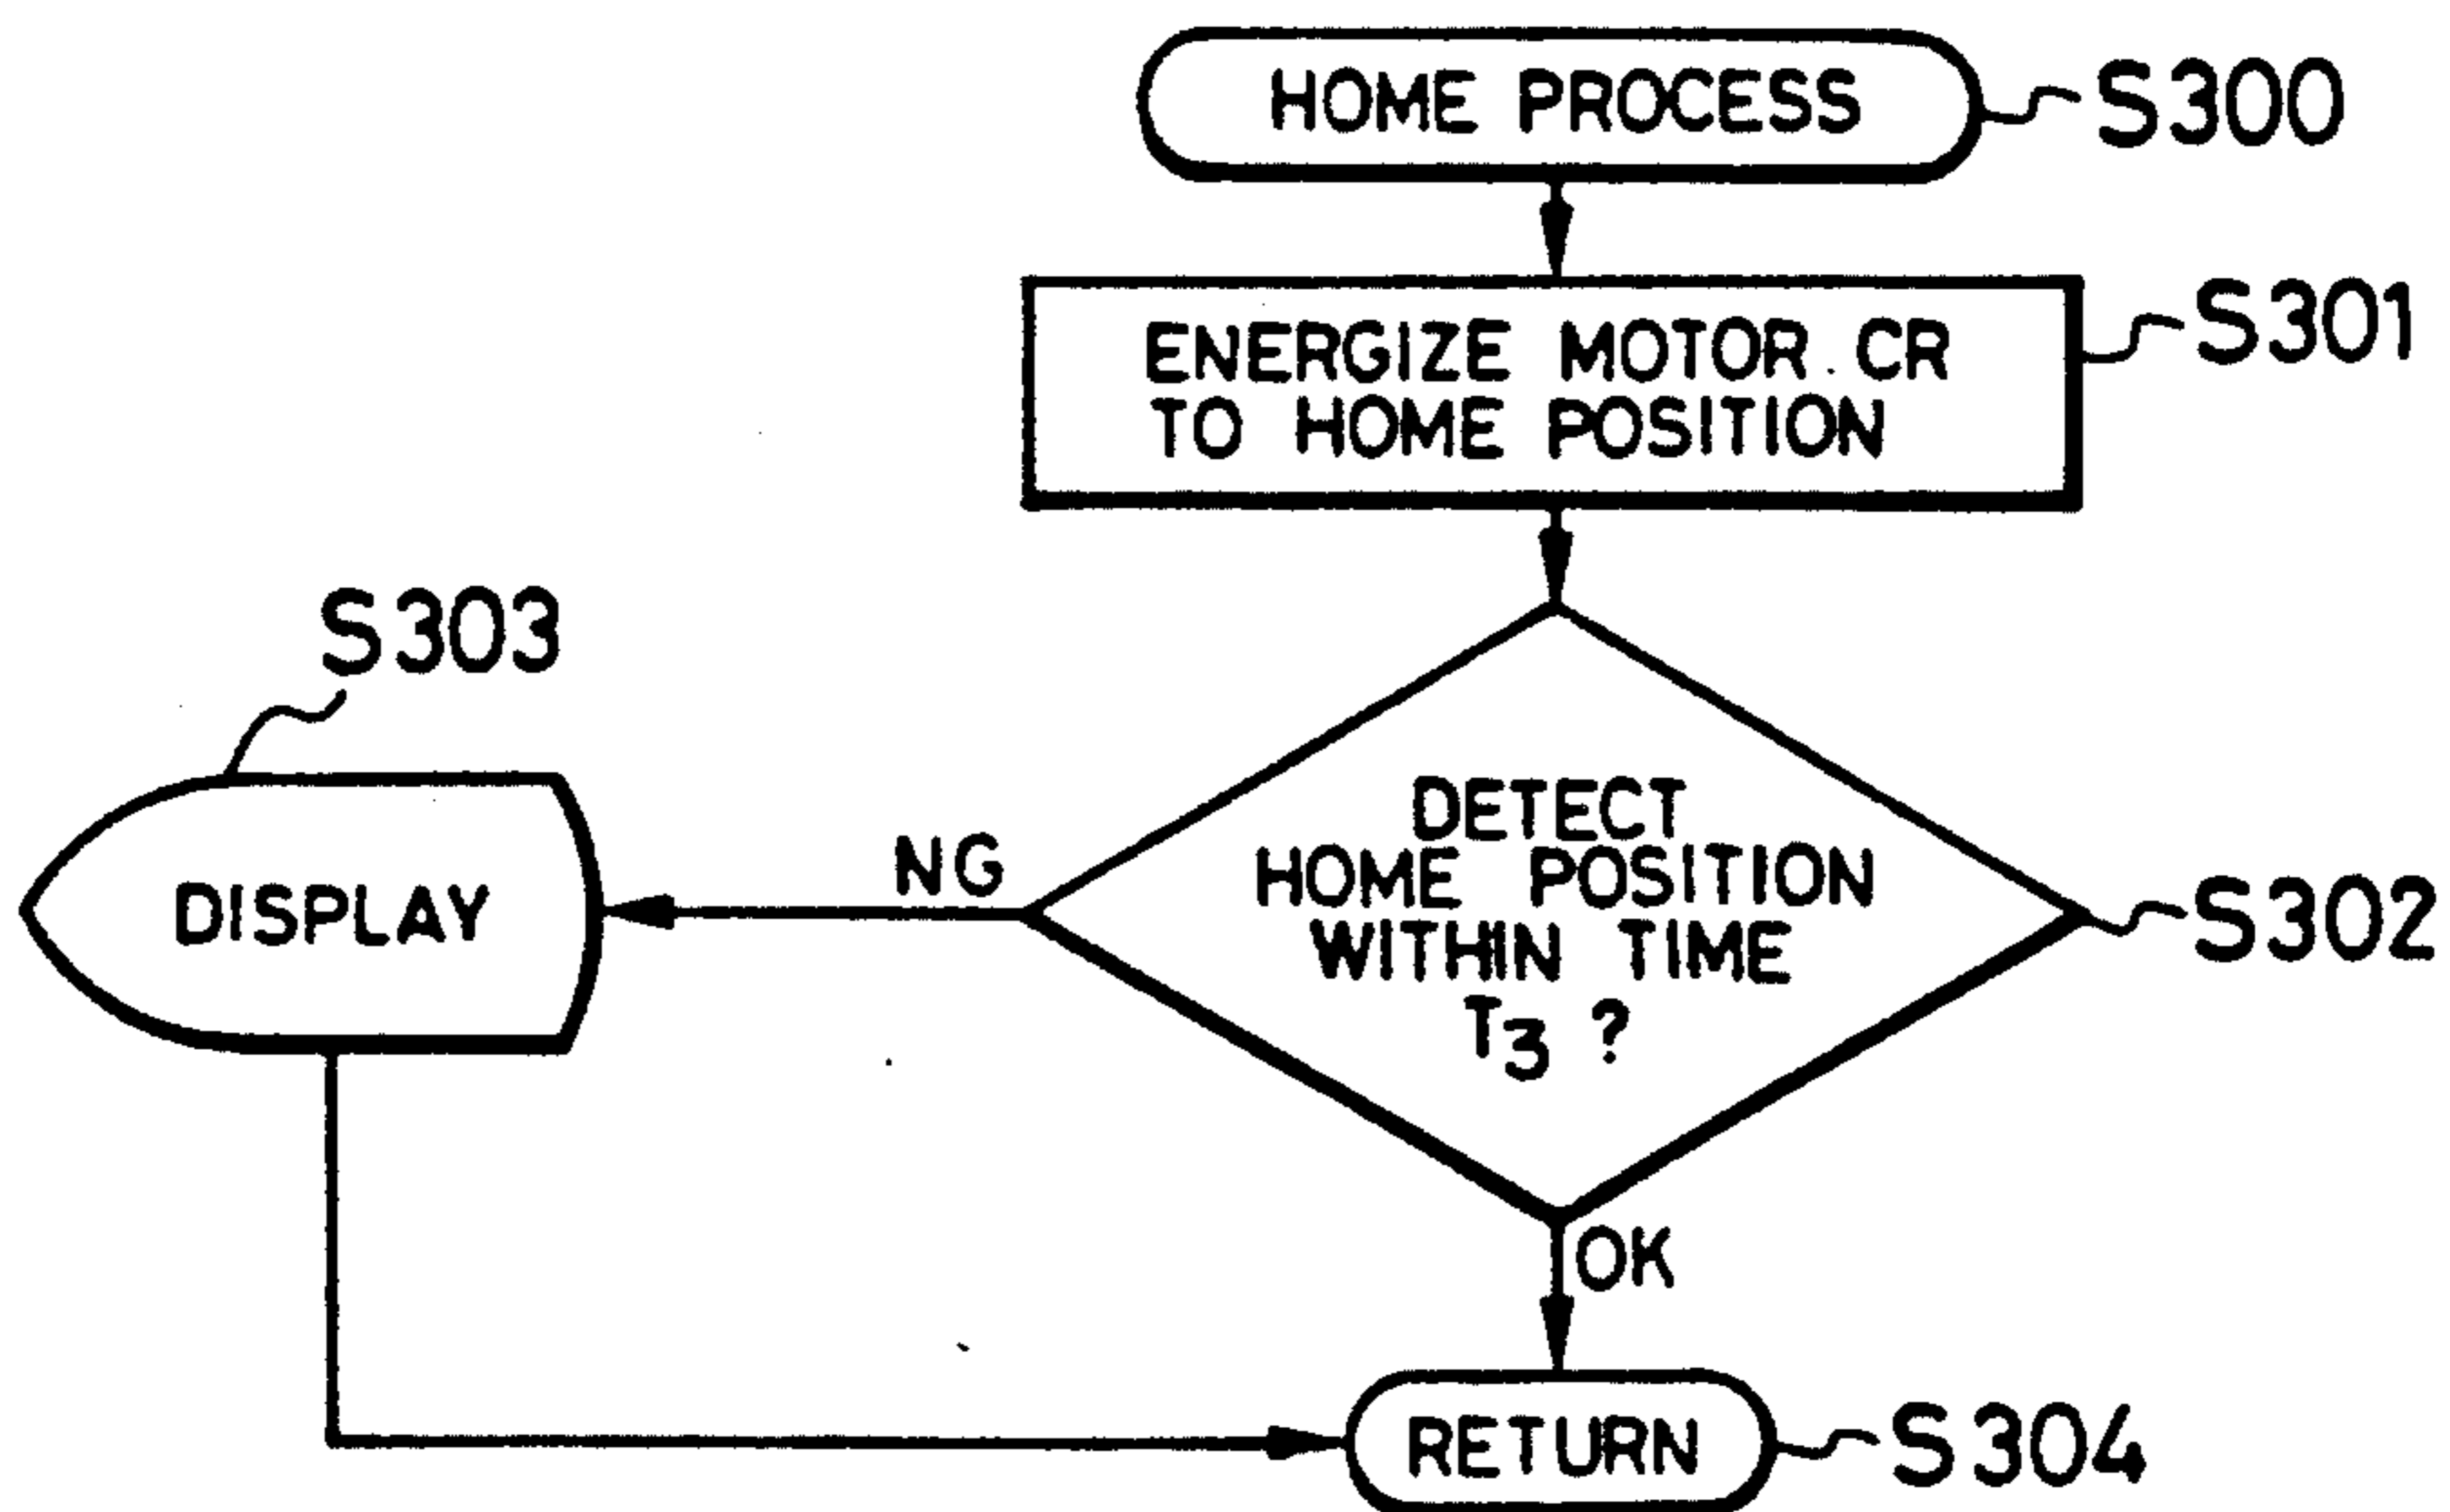 HOME PROCESS
S300
ENERGIZE MOTOR. CR
TO HOME POSITION
S301
S303
DISPLAY
NG
DETECT
HOME POSITION
WITHIN TIME
T3 ?
S302
OK
RETURN
S304